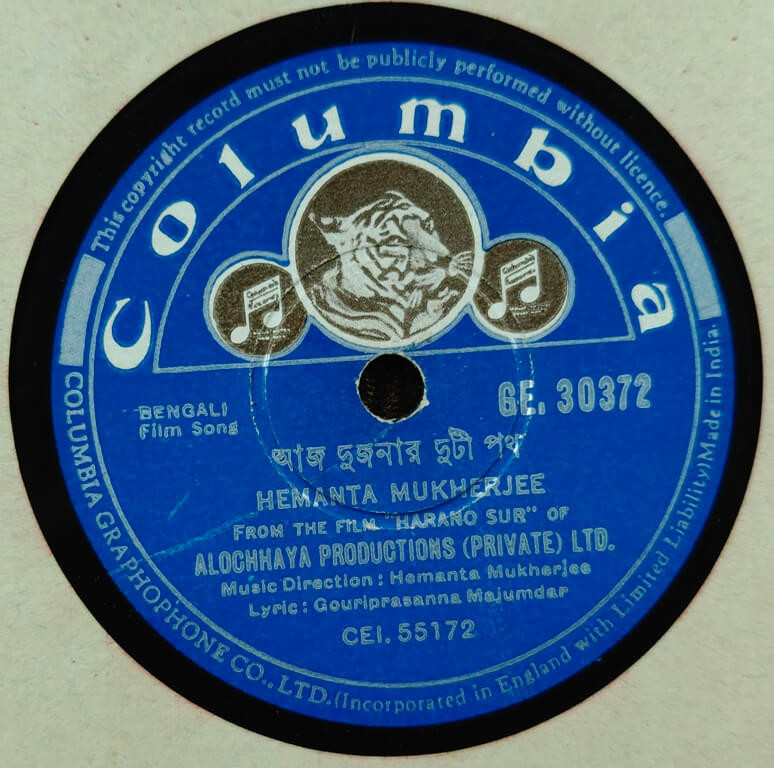 This copyright record must not be publicly performed without licence.
Columbia
BENGALI
Film Song
GE. 30372
আজ দুজনার দুটী পথ
HEMANTA MUKHERJEE
FROM THE FILM "HARANO SUR" OF
ALOCHHAYA PRODUCTIONS (PRIVATE) LTD.
Music Direction : Hemanta Mukherjee
Lyric : Gouriprasanna Majumdar
CEI. 55172
COLUMBIA GRAPHOPHONE CO., LTD. (Incorporated in England with Limited Liability) Made in India.